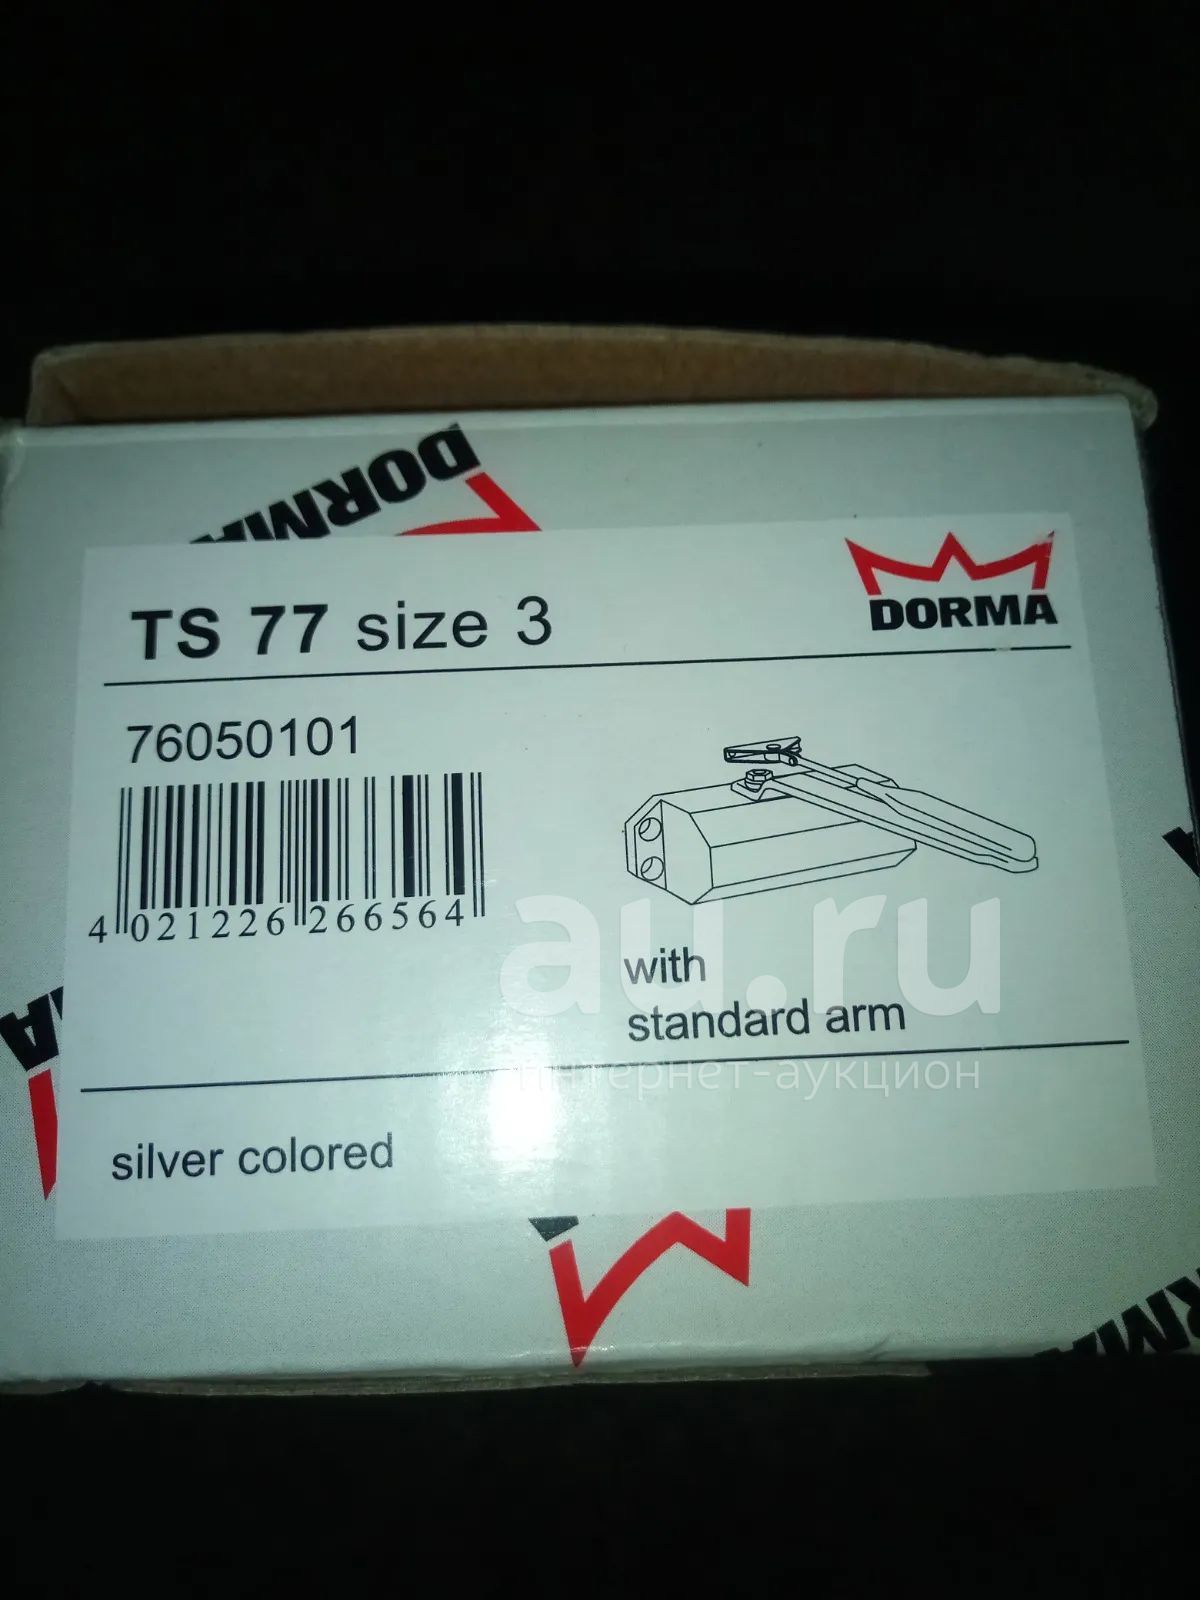 DORMA
TS 77 size 3
DORMA
76050101
4 021226 266564
with
standard arm
silver colored
au.ru
интернет-аукцион